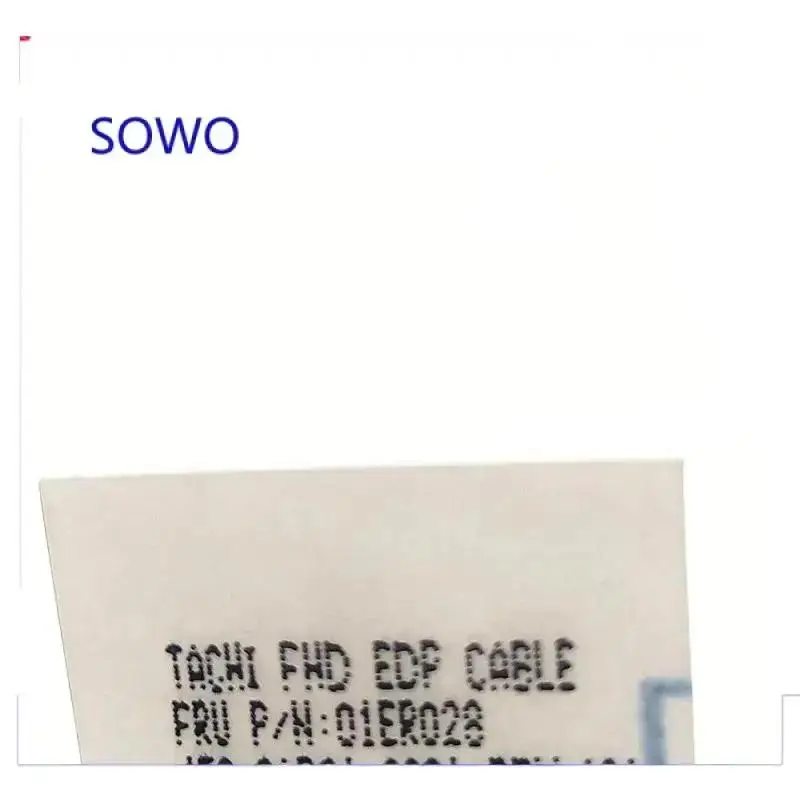 SOWO
TACHI FHD EDP CABLE
FRU P/N:01ER028